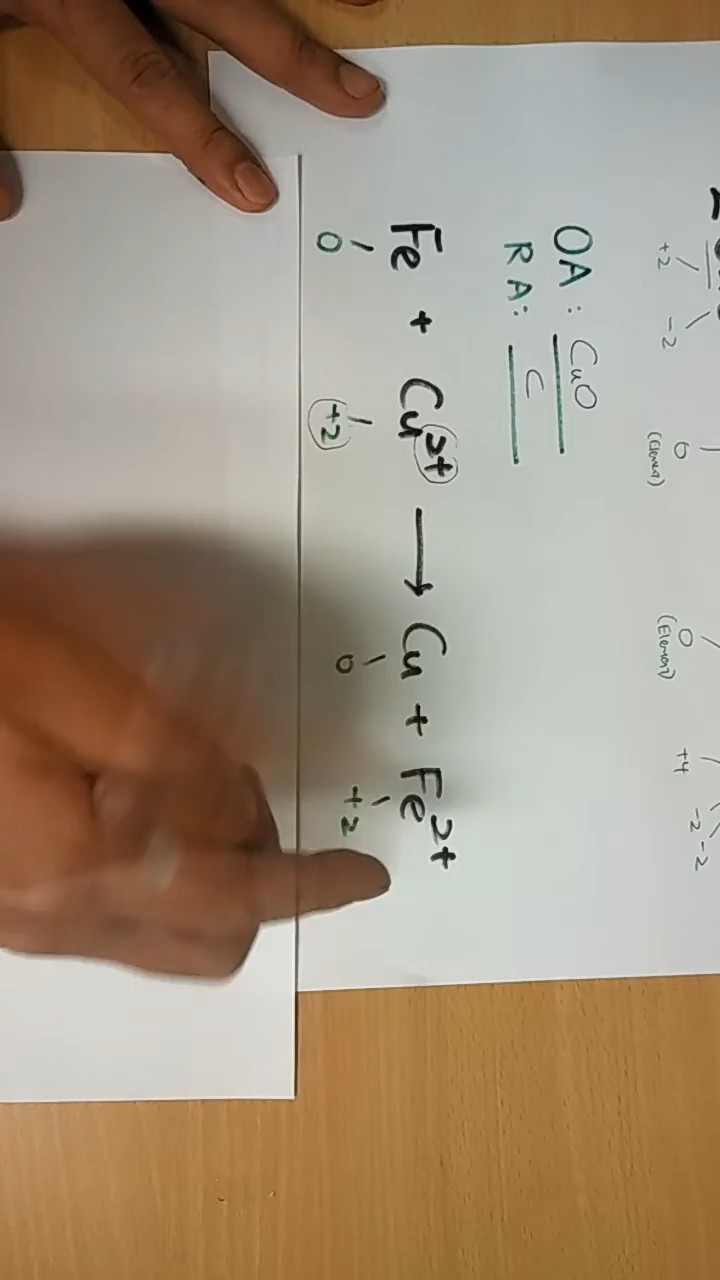 +2 -2 0 0 +4 -2 -2
(Element) (Element)
OA: CuO
RA: C
Fe + Cu²⁺ → Cu + Fe²⁺
0 +2 0 +2